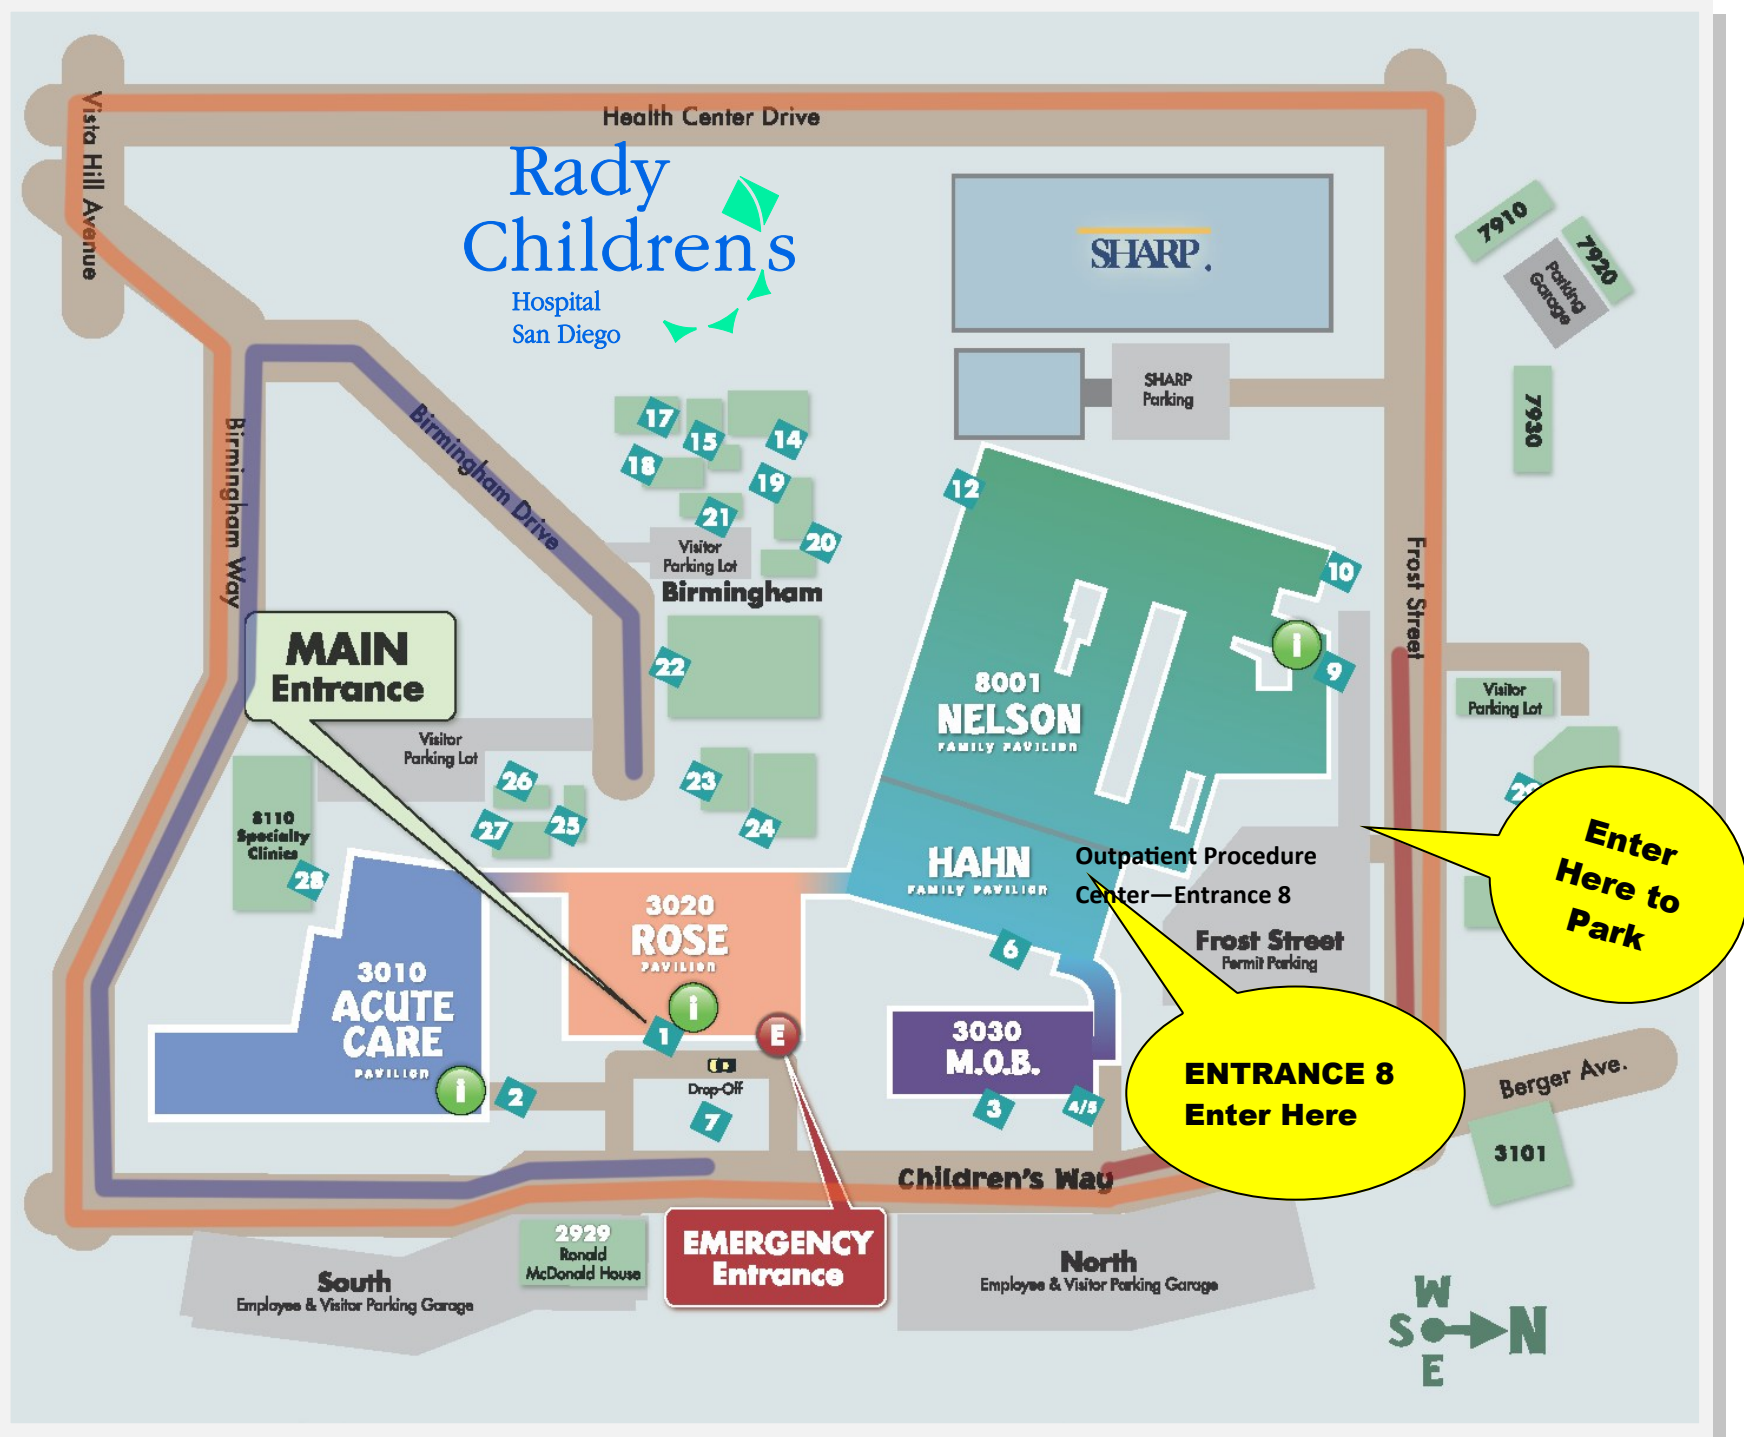 Health Center Drive
Vista Hill Avenue
Rady
Children's
Hospital
San Diego
SHARP.
7910
7920
Parking
Garage
7930
SHARP
Parking
Birmingham Way
Birmingham Drive
17
15
14
18
19
21
20
Visitor
Parking Lot
Birmingham
22
12
10
Frost Street
i
9
8001
NELSON
FAMILY PAVILION
MAIN
Entrance
Visitor
Parking Lot
Visitor
Parking Lot
26
27
25
23
24
8110
Specialty
Clinics
28
HAHN
FAMILY PAVILION
Outpatient Procedure
Center—Entrance 8
Enter
Here to
Park
3020
ROSE
PAVILION
i
1
E
6
Frost Street
Permit Parking
3010
ACUTE
CARE
PAVILION
i
2
Drop-Off
7
3030
M.O.B.
3
4/5
ENTRANCE 8
Enter Here
Berger Ave.
3101
Children's Way
2929
Ronald
McDonald House
EMERGENCY
Entrance
South
Employee & Visitor Parking Garage
North
Employee & Visitor Parking Garage
W
S
N
E